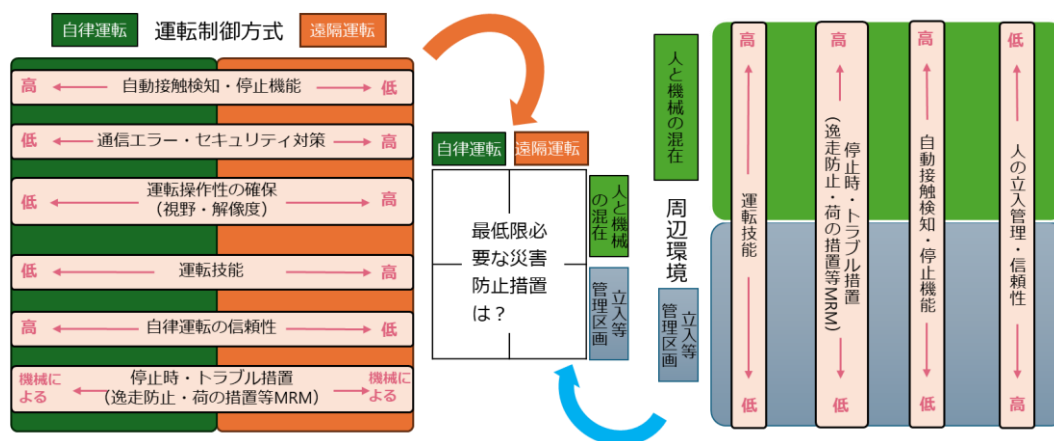 自律運転
運転制御方式
遠隔運転
高
自動接触検知・停止機能
低
低
通信エラー・セキュリティ対策
高
低
運転操作性の確保
(視野・解像度)
高
低
運転技能
高
高
自律運転の信頼性
低
機械に
よる
停止時・トラブル措置
(逸走防止・荷の措置等MRM)
機械に
よる
自律運転
遠隔運転
最低限必
要な災害
防止措置
は?
人と機械
の混在
立入等
管理区画
人と機械の混在
周辺環境
立入等
管理区画
高
運転技能
低
高
停止時・トラブル措置
(逸走防止・荷の措置等MRM)
低
高
自動接触検知・停止機能
低
低
人の立入管理・信頼性
高